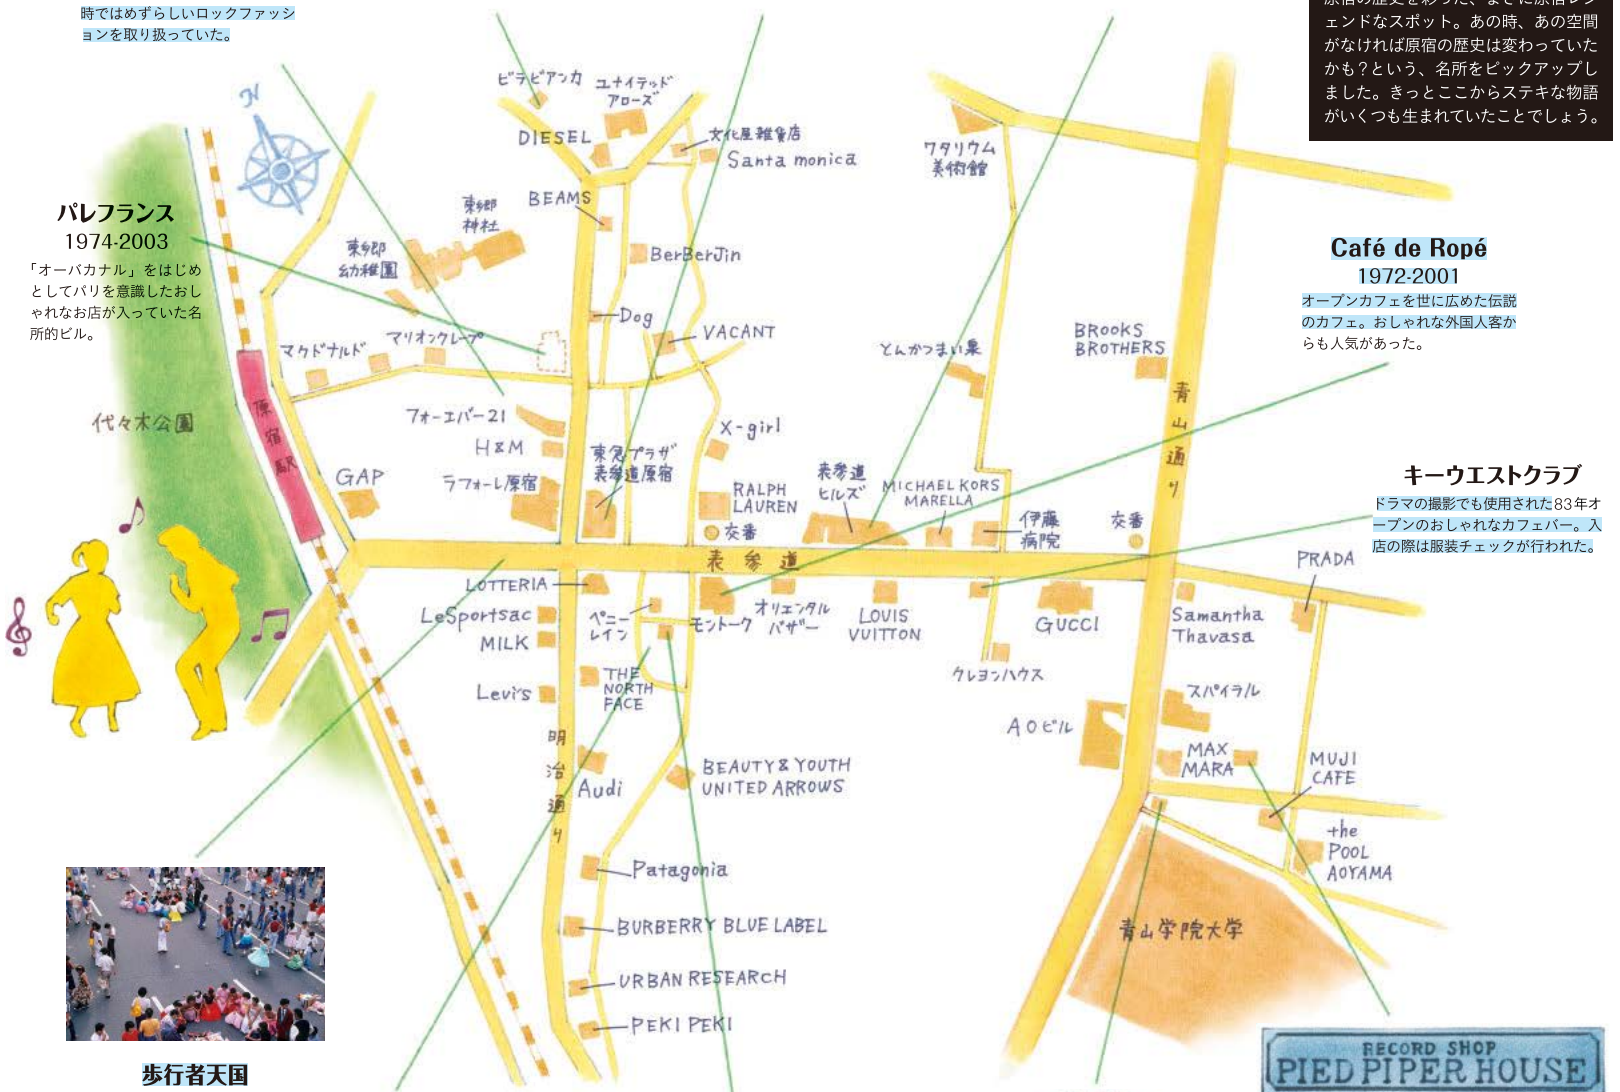 時ではめずらしいロックファッシ
ョンを取り扱っていた。
ェンドなスポット。あの時、あの空間
がなければ原宿の歴史は変わっていた
かも？という、名所をピックアップし
ました。きっとここからステキな物語
がいくつも生まれていたことでしょう。
N
ビラビアンカ
ユナイテッド
アローズ
DIESEL
文化屋雑貨店
Santa monica
ワタリウム
美術館
BEAMS
東郷
神社
東郷
幼稚園
BerBerJin
パレフランス
1974-2003
「オーバカナル」をはじめ
としてパリを意識したおし
ゃれなお店が入っていた名
所的ビル。
Café de Ropé
1972-2001
オープンカフェを世に広めた伝説
のカフェ。おしゃれな外国人客か
らも人気があった。
Dog
VACANT
マクドナルド
マリオンクレープ
とんかつまい泉
BROOKS
BROTHERS
代々木公園
原宿駅
青山通り
フォーエバー21
H&M
X-girl
GAP
ラフォーレ原宿
東急プラザ
表参道原宿
RALPH
LAUREN
交番
表参道
ヒルズ
MICHAEL KORS
MARELLA
伊藤
病院
交番
キーウエストクラブ
ドラマの撮影でも使用された83年オ
ープンのおしゃれなカフェバー。入
店の際は服装チェックが行われた。
表参道
PRADA
LOTTERIA
LeSportsac
MILK
ペニー
レイン
モントーク
オリエンタル
バザー
LOUIS
VUITTON
GUCCI
Samantha
Thavasa
Levi's
THE
NORTH
FACE
クレヨンハウス
スパイラル
AOビル
明治通り
Audi
BEAUTY & YOUTH
UNITED ARROWS
MAX
MARA
MUJI
CAFE
the
POOL
AOYAMA
Patagonia
BURBERRY BLUE LABEL
青山学院大学
URBAN RESEARCH
PEKI PEKI
歩行者天国
RECORD SHOP
PIED PIPER HOUSE